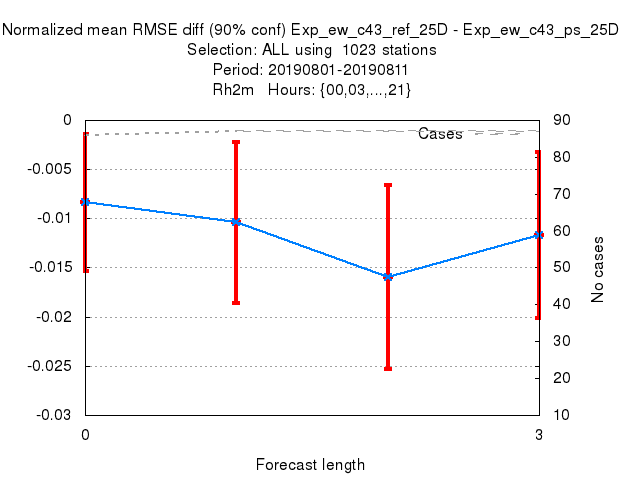 Normalized mean RMSE diff (90% conf) Exp_ew_c43_ref_25D - Exp_ew_c43_ps_25D
Selection: ALL using  1023 stations
Period: 20190801-20190811
Rh2m   Hours: {00,03,...,21}
0
-0.005
-0.01
-0.015
-0.02
-0.025
-0.03
Cases
90
80
70
60
50
40
30
20
10
No cases
0
3
Forecast length